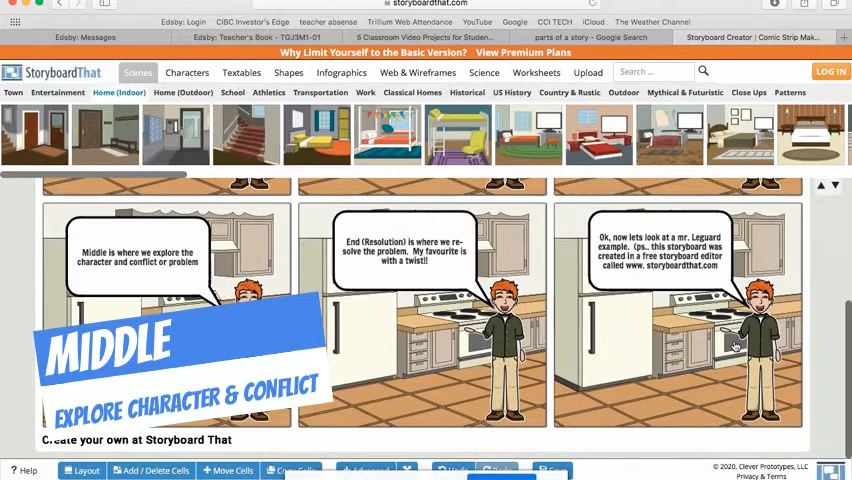 storyboardthat.com
Edsby: Login CIBC Investor's Edge teacher absense Trillium Web Attendance YouTube Google CCI TECH iCloud The Weather Channel
Edsby: Messages Edsby: Teacher's Book - TGJ3M1-01 5 Classroom Video Projects for Studen... parts of a story - Google Search Storyboard Creator | Comic Strip Mak...
Why Limit Yourself to the Basic Version? View Premium Plans
StoryboardThat Scenes Characters Textables Shapes Infographics Web & Wireframes Science Worksheets Upload Search ... LOG IN
Town Entertainment Home (Indoor) Home (Outdoor) School Athletics Transportation Work Classical Homes Historical US History Country & Rustic Outdoor Mythical & Futuristic Close Ups Patterns
Middle is where we explore the
character and conflict or problem
End (Resolution) is where we re-
solve the problem. My favourite is
with a twist!!
Ok, now lets look at a mr. Leguard
example. (ps.. this storyboard was
created in a free storyboard editor
called www. storyboardthat.com
MIDDLE
EXPLORE CHARACTER & CONFLICT
Create your own at Storyboard That
? Help Layout Add / Delete Cells Move Cells Copy Cells Advanced Undo Redo Save
© 2020, Clever Prototypes, LLC
Privacy & Terms